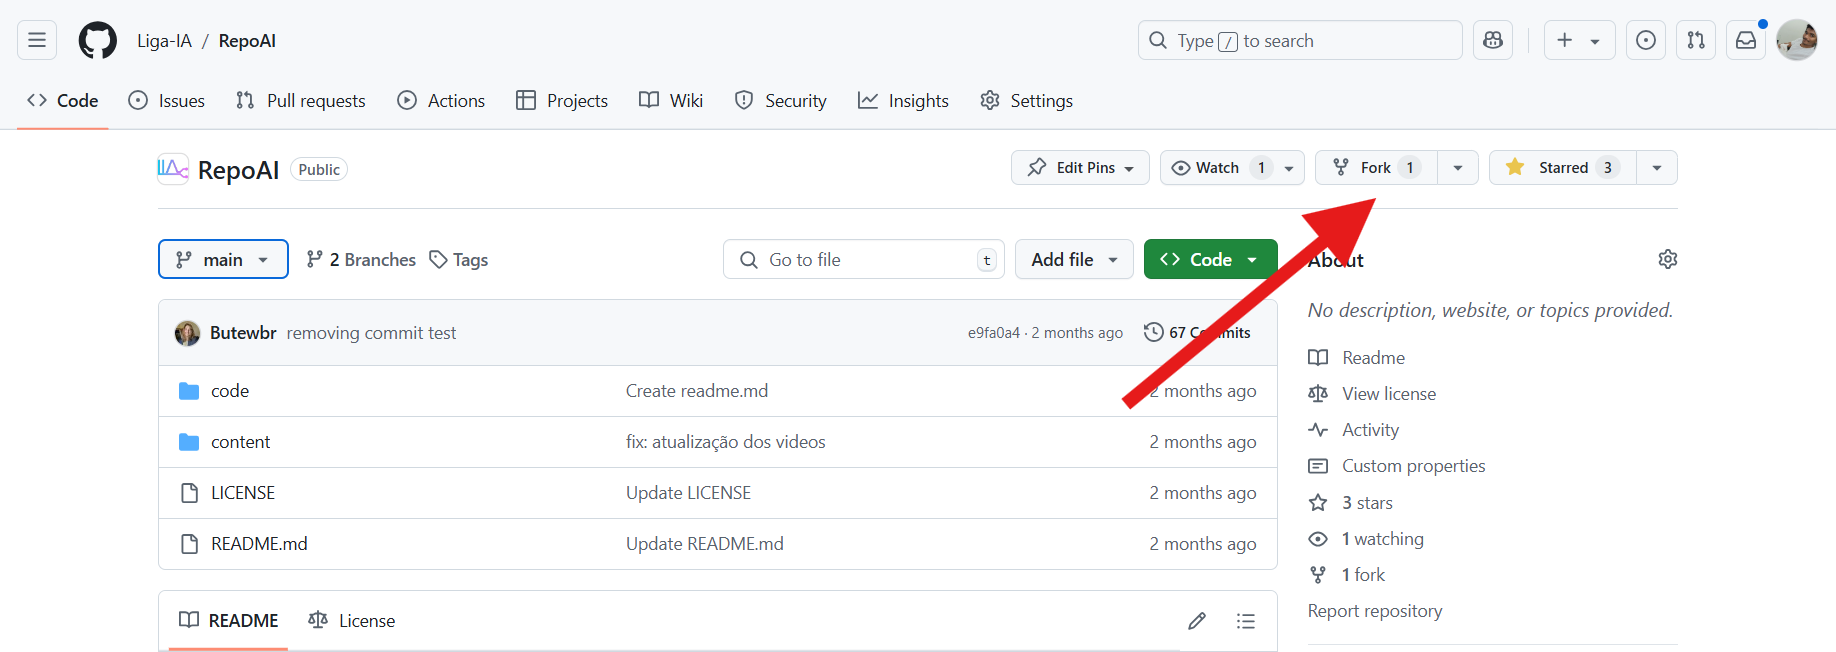 Liga-IA / RepoAI
Type / to search
Code Issues Pull requests Actions Projects Wiki Security Insights Settings
RepoAI Public
Edit Pins Watch 1 Fork 1 Starred 3
main 2 Branches Tags
Go to file t Add file Code
About
No description, website, or topics provided.
Butewbr removing commit test e9fa0a4 · 2 months ago 67 Commits
Readme
code Create readme.md 2 months ago
View license
Activity
content fix: atualização dos videos 2 months ago
Custom properties
LICENSE Update LICENSE 2 months ago
3 stars
1 watching
README.md Update README.md 2 months ago
1 fork
Report repository
README License